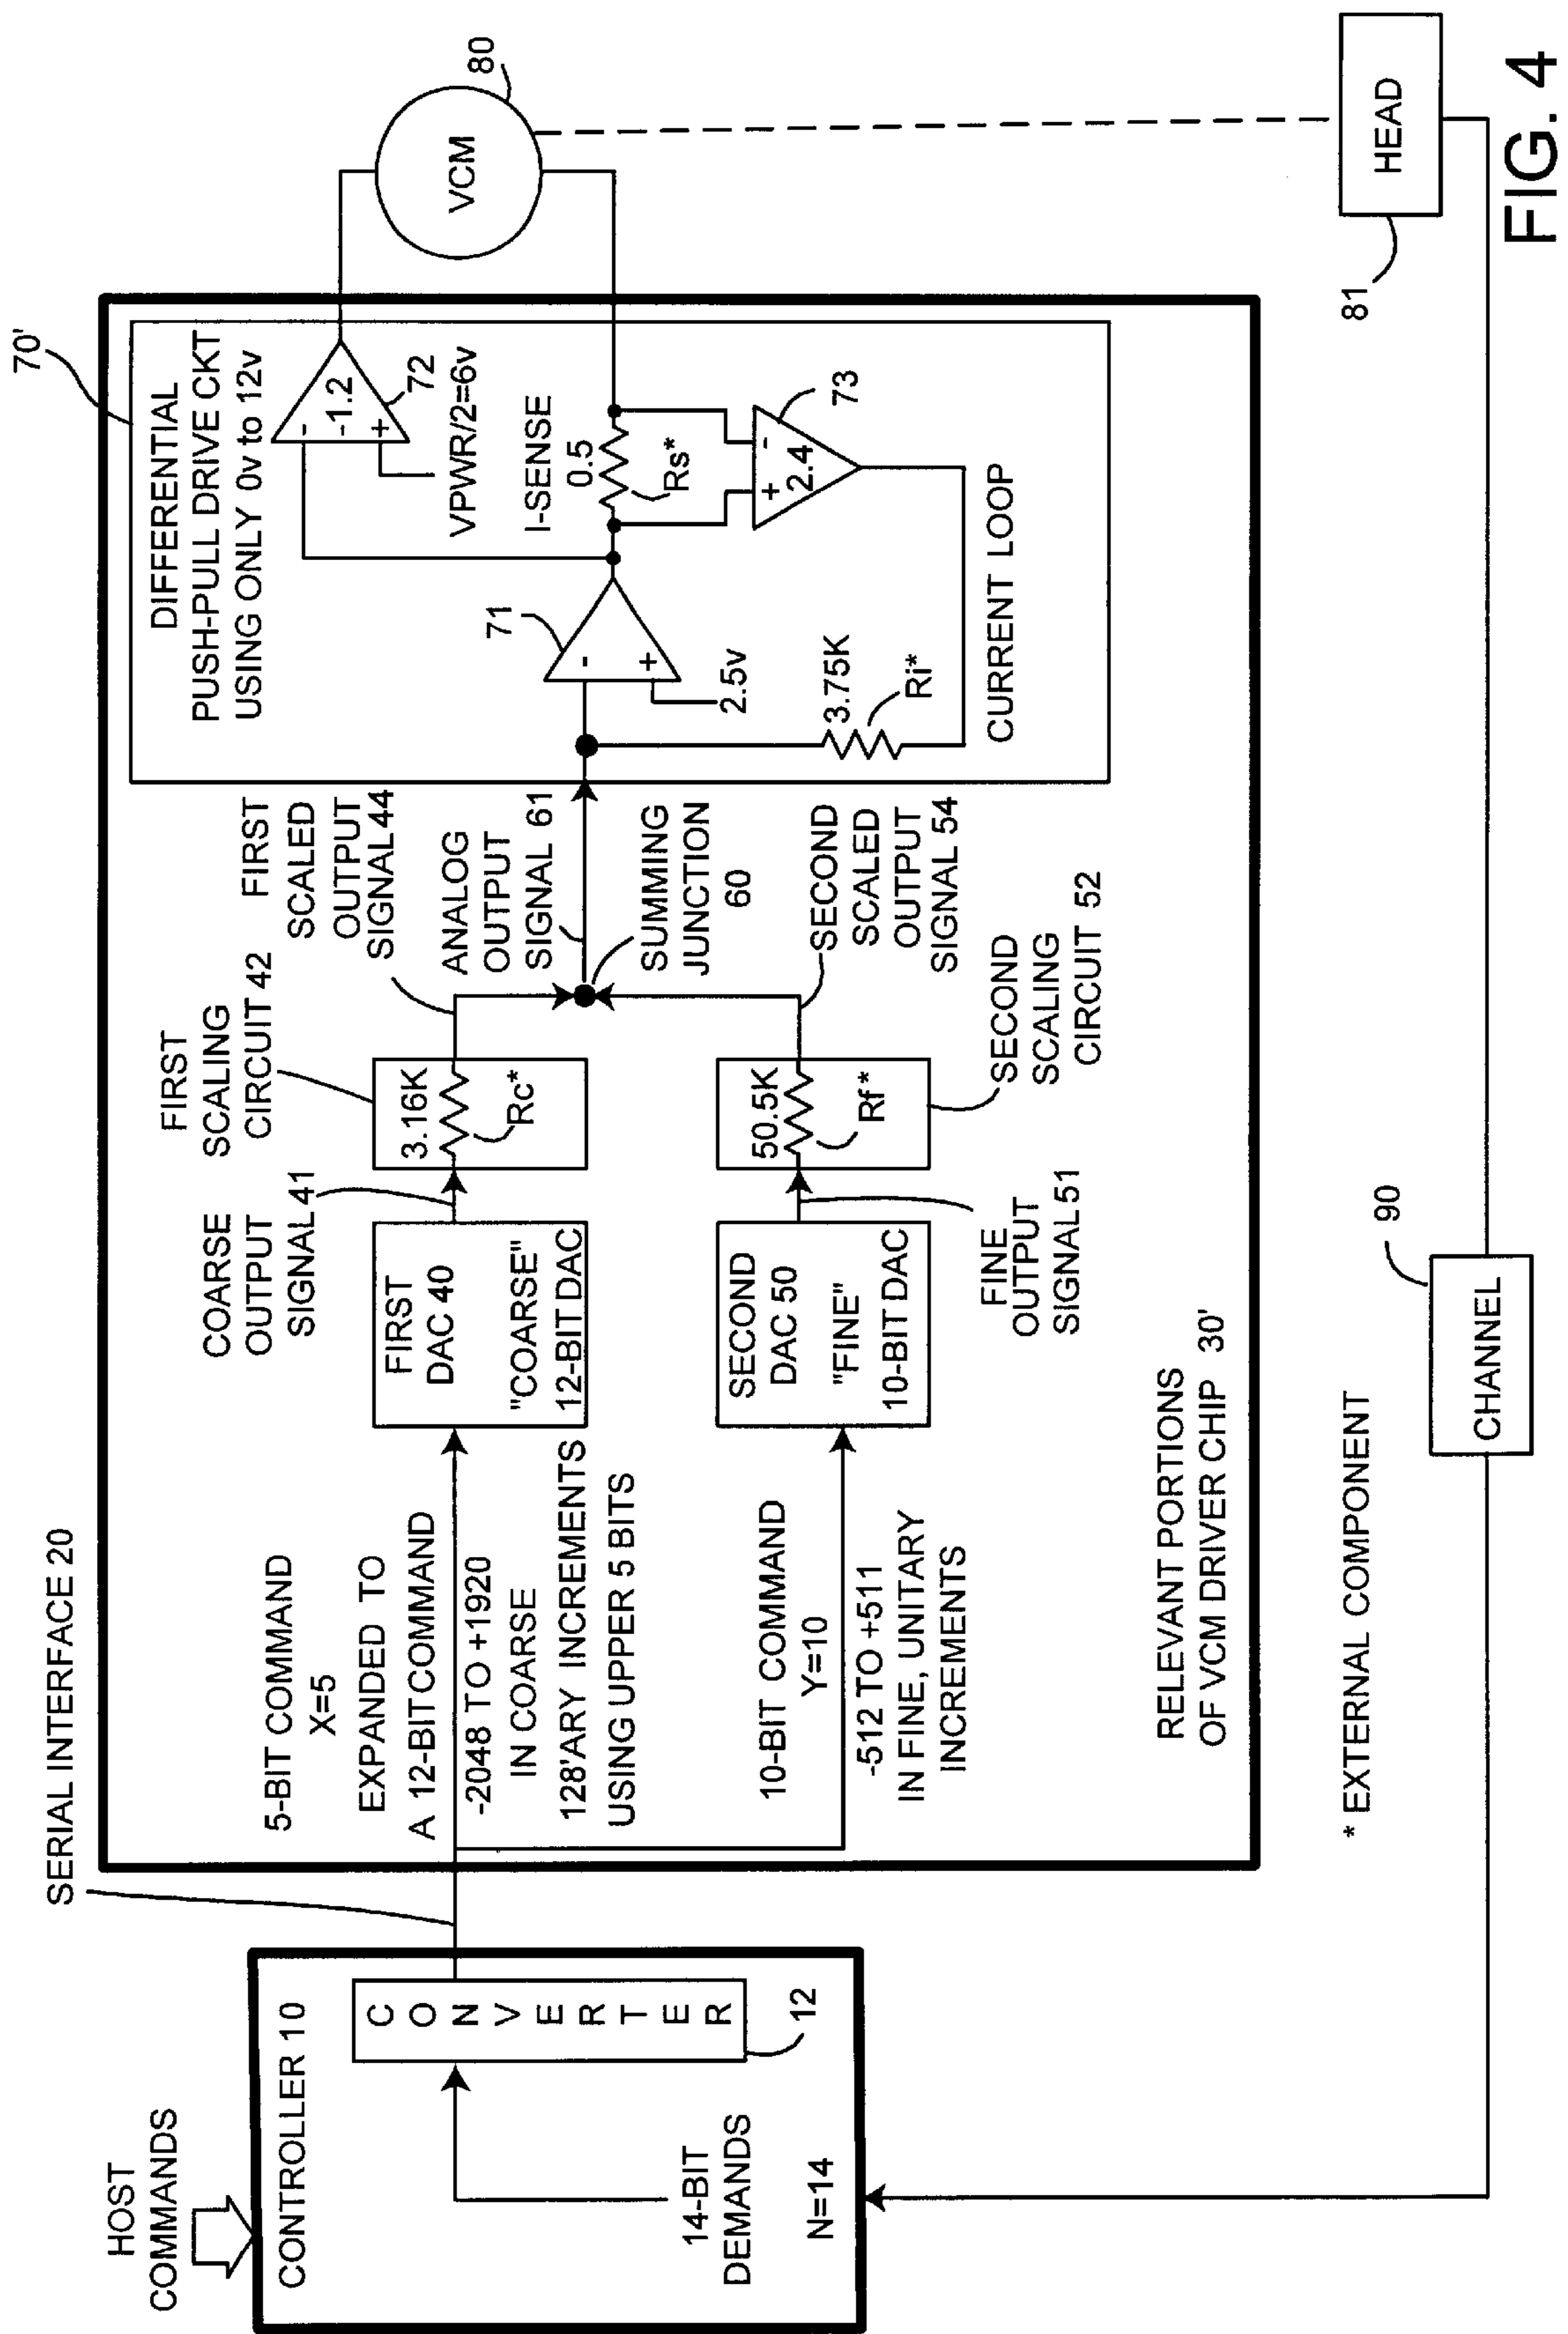 HOST
COMMANDS
CONTROLLER 10
CONVERTER
12
14-BIT
DEMANDS
N=14
SERIAL INTERFACE 20
5-BIT COMMAND
X=5
EXPANDED TO
A 12-BIT COMMAND
-2048 TO +1920
IN COARSE
128'ARY INCREMENTS
USING UPPER 5 BITS
10-BIT COMMAND
Y=10
-512 TO +511
IN FINE, UNITARY
INCREMENTS
RELEVANT PORTIONS
OF VCM DRIVER CHIP 30'
COARSE
OUTPUT
SIGNAL 41
FIRST
DAC 40
"COARSE"
12-BIT DAC
SECOND
DAC 50
"FINE"
10-BIT DAC
FINE
OUTPUT
SIGNAL 51
FIRST
SCALING
CIRCUIT 42
3.16K
Rc*
50.5K
Rf*
SECOND
SCALING
CIRCUIT 52
FIRST
SCALED
OUTPUT
SIGNAL 44
ANALOG
OUTPUT
SIGNAL 61
SUMMING
JUNCTION
60
SECOND
SCALED
OUTPUT
SIGNAL 54
70'
DIFFERENTIAL
PUSH-PULL DRIVE CKT
USING ONLY 0v to 12v
-
-1.2
+
72
VPWR/2=6v
I-SENSE
0.5
Rs*
71
-
+
2.5v
+
-
2.4
73
3.75K
Ri*
CURRENT LOOP
VCM
80
HEAD
81
CHANNEL
90
* EXTERNAL COMPONENT
FIG. 4